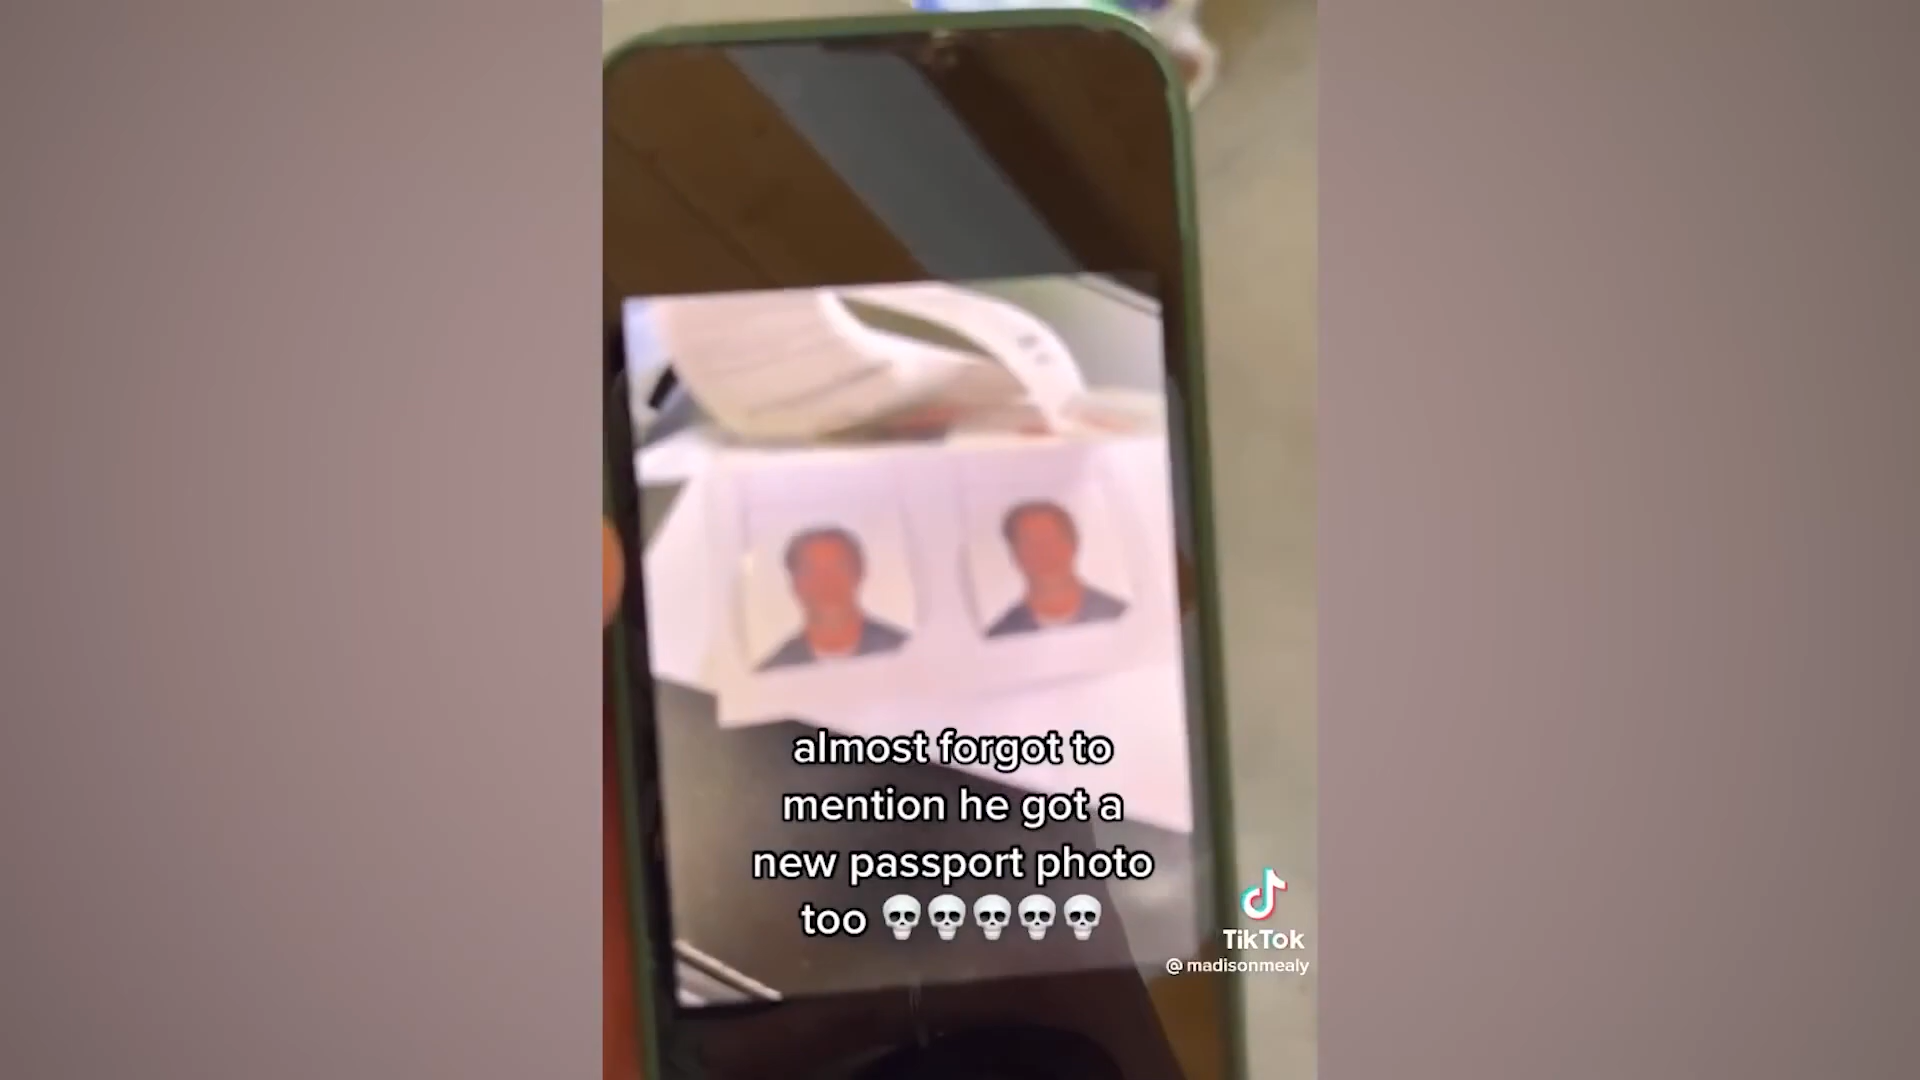 almost forgot to
mention he got a
new passport photo
too 💀💀💀💀💀
TikTok
@madisonmealy